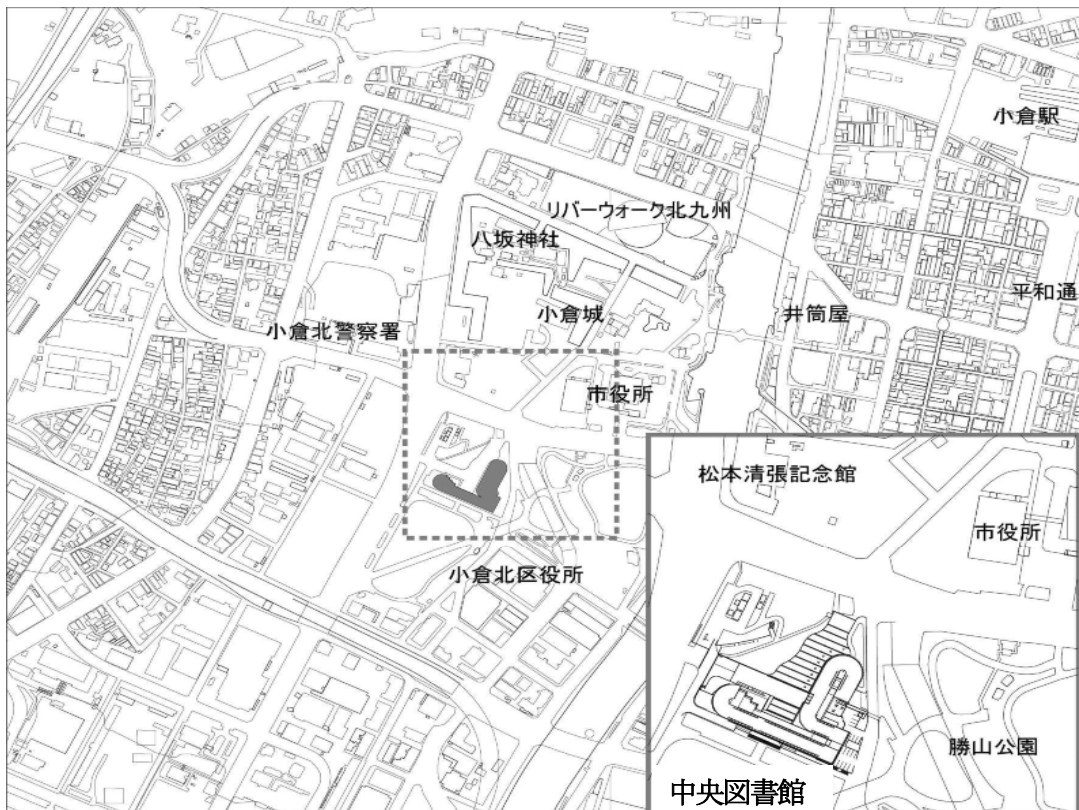 小倉駅
リバーウォーク北九州
八坂神社
平和通
小倉城
井筒屋
小倉北警察署
市役所
松本清張記念館
市役所
小倉北区役所
勝山公園
中央図書館